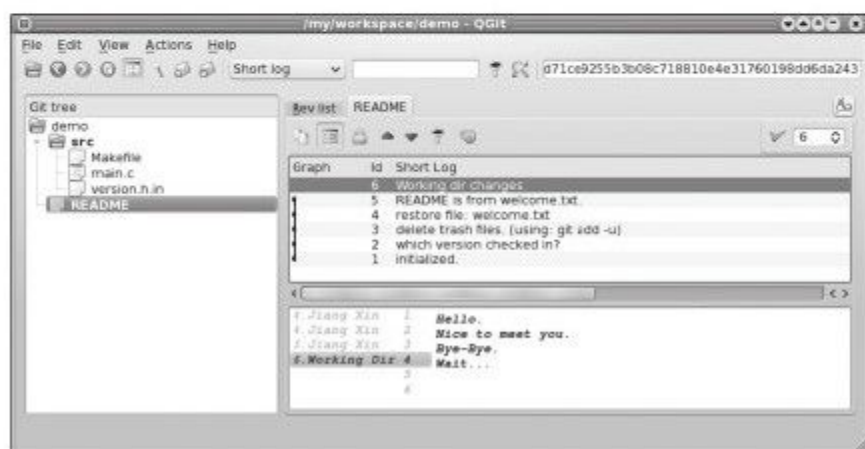 /my/workspace/demo - QGit
File Edit View Actions Help
Short log d71ce9255b3b08c718810e4e31760198dd6da243
Git tree
demo
src
Makefile
main.c
version.h.in
README
Rev list README
6
Graph Id Short Log
6 Working dir changes
5 README is from welcome.txt.
4 restore file: welcome.txt
3 delete trash files. (using: git add -u)
2 which version checked in?
1 initialized.
4.Jiang Xin 1 Hello.
4.Jiang Xin 2 Nice to meet you.
5.Jiang Xin 3 Bye-Bye.
6.Working Dir 4 Wait...
5
6